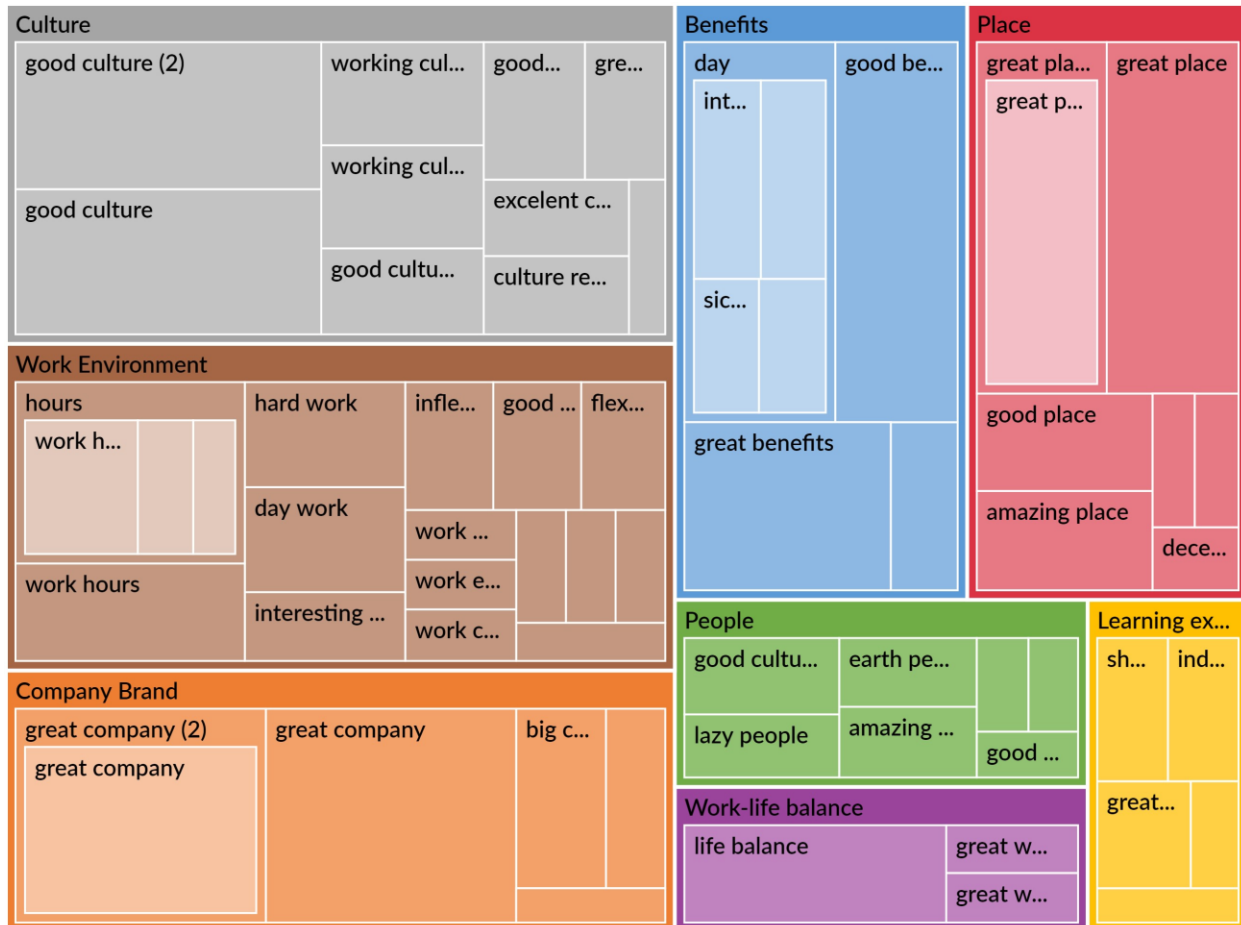 Culture
good culture (2)
working cul...
good...
gre...
working cul...
good culture
excelent c...
good cultu...
culture re...
Work Environment
hours
hard work
infle...
good ...
flex...
work h...
day work
work ...
work hours
work e...
interesting ...
work c...
Company Brand
great company (2)
great company
big c...
great company
Benefits
day
good be...
int...
sic...
great benefits
Place
great pla...
great place
great p...
good place
amazing place
dece...
People
good cultu...
earth pe...
lazy people
amazing ...
good ...
Learning ex...
sh...
ind...
great...
Work-life balance
life balance
great w...
great w...